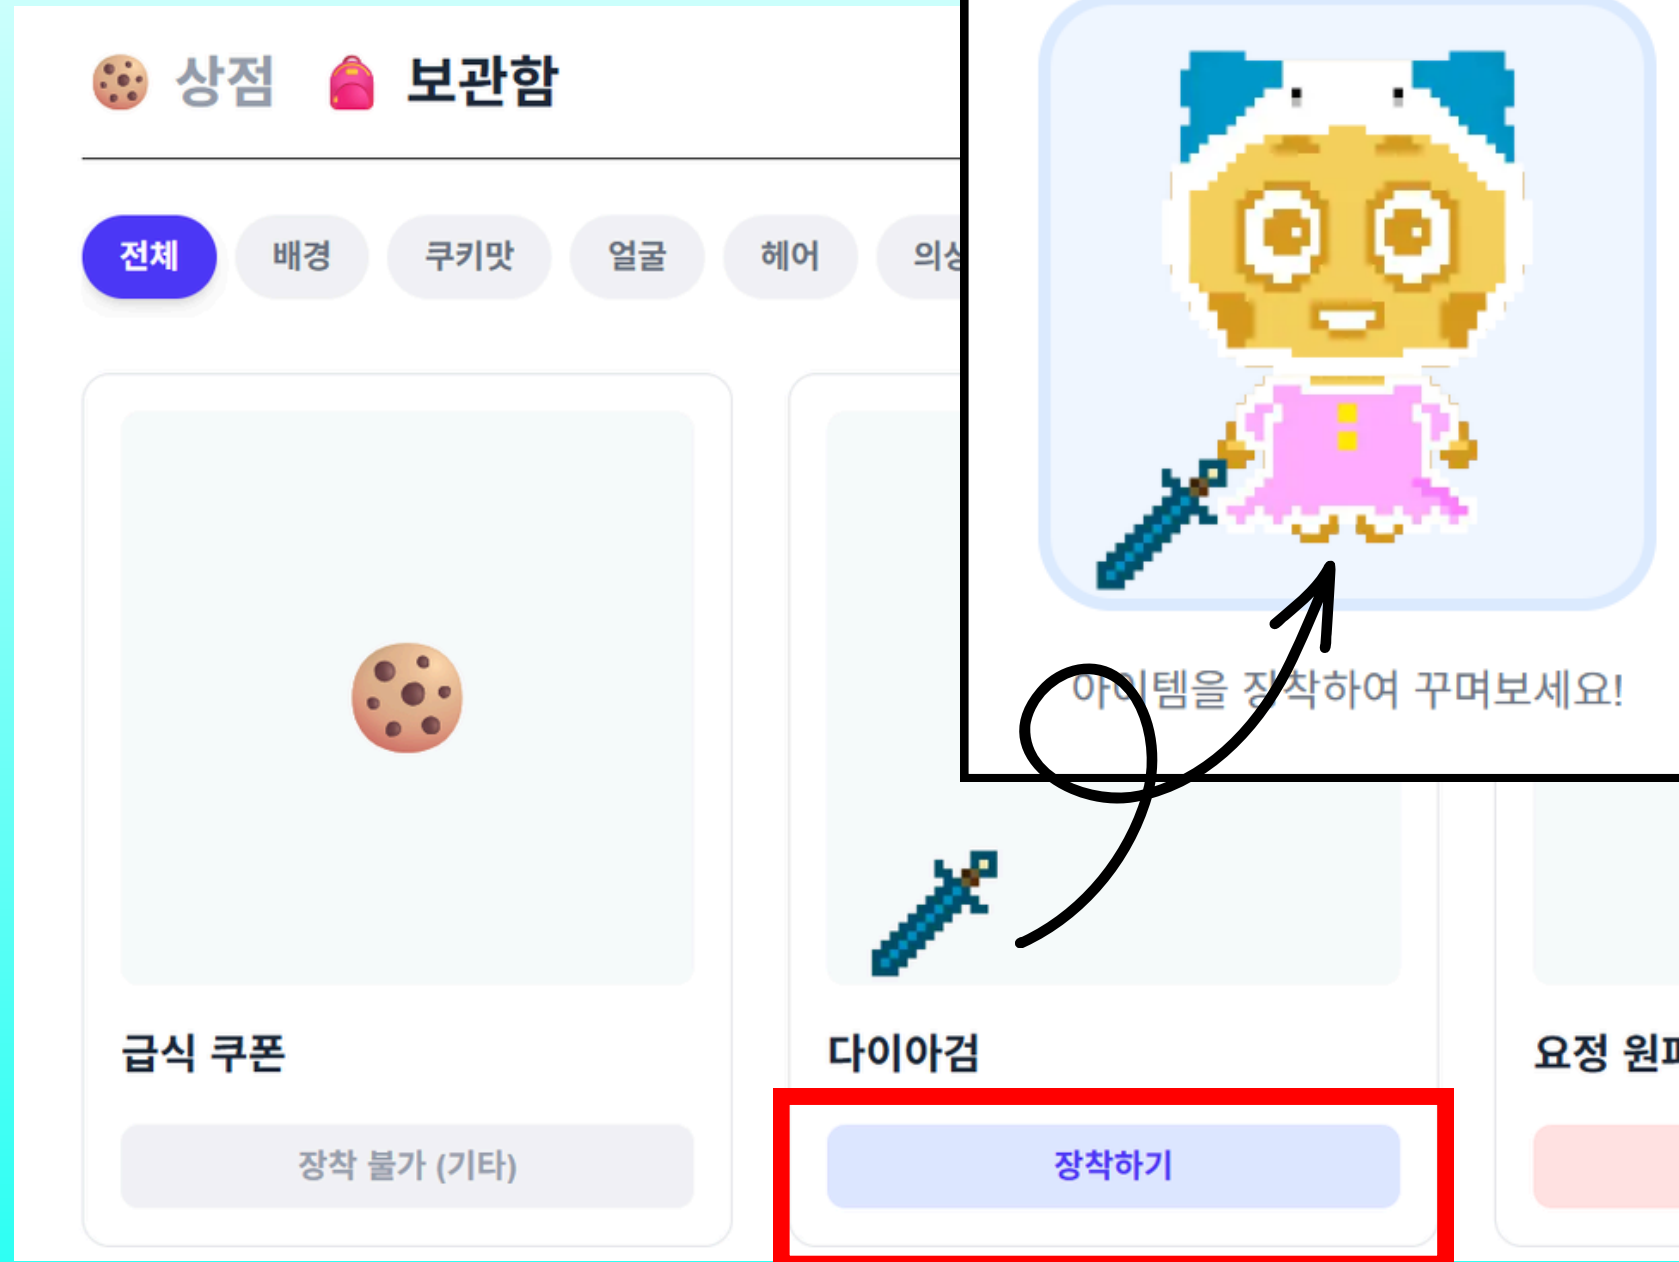 상점 보관함
전체 배경 쿠키맛 얼굴 헤어
아이템을 장착하여 꾸며보세요!
급식 쿠폰
장착 불가 (기타)
다이아검
장착하기
요정